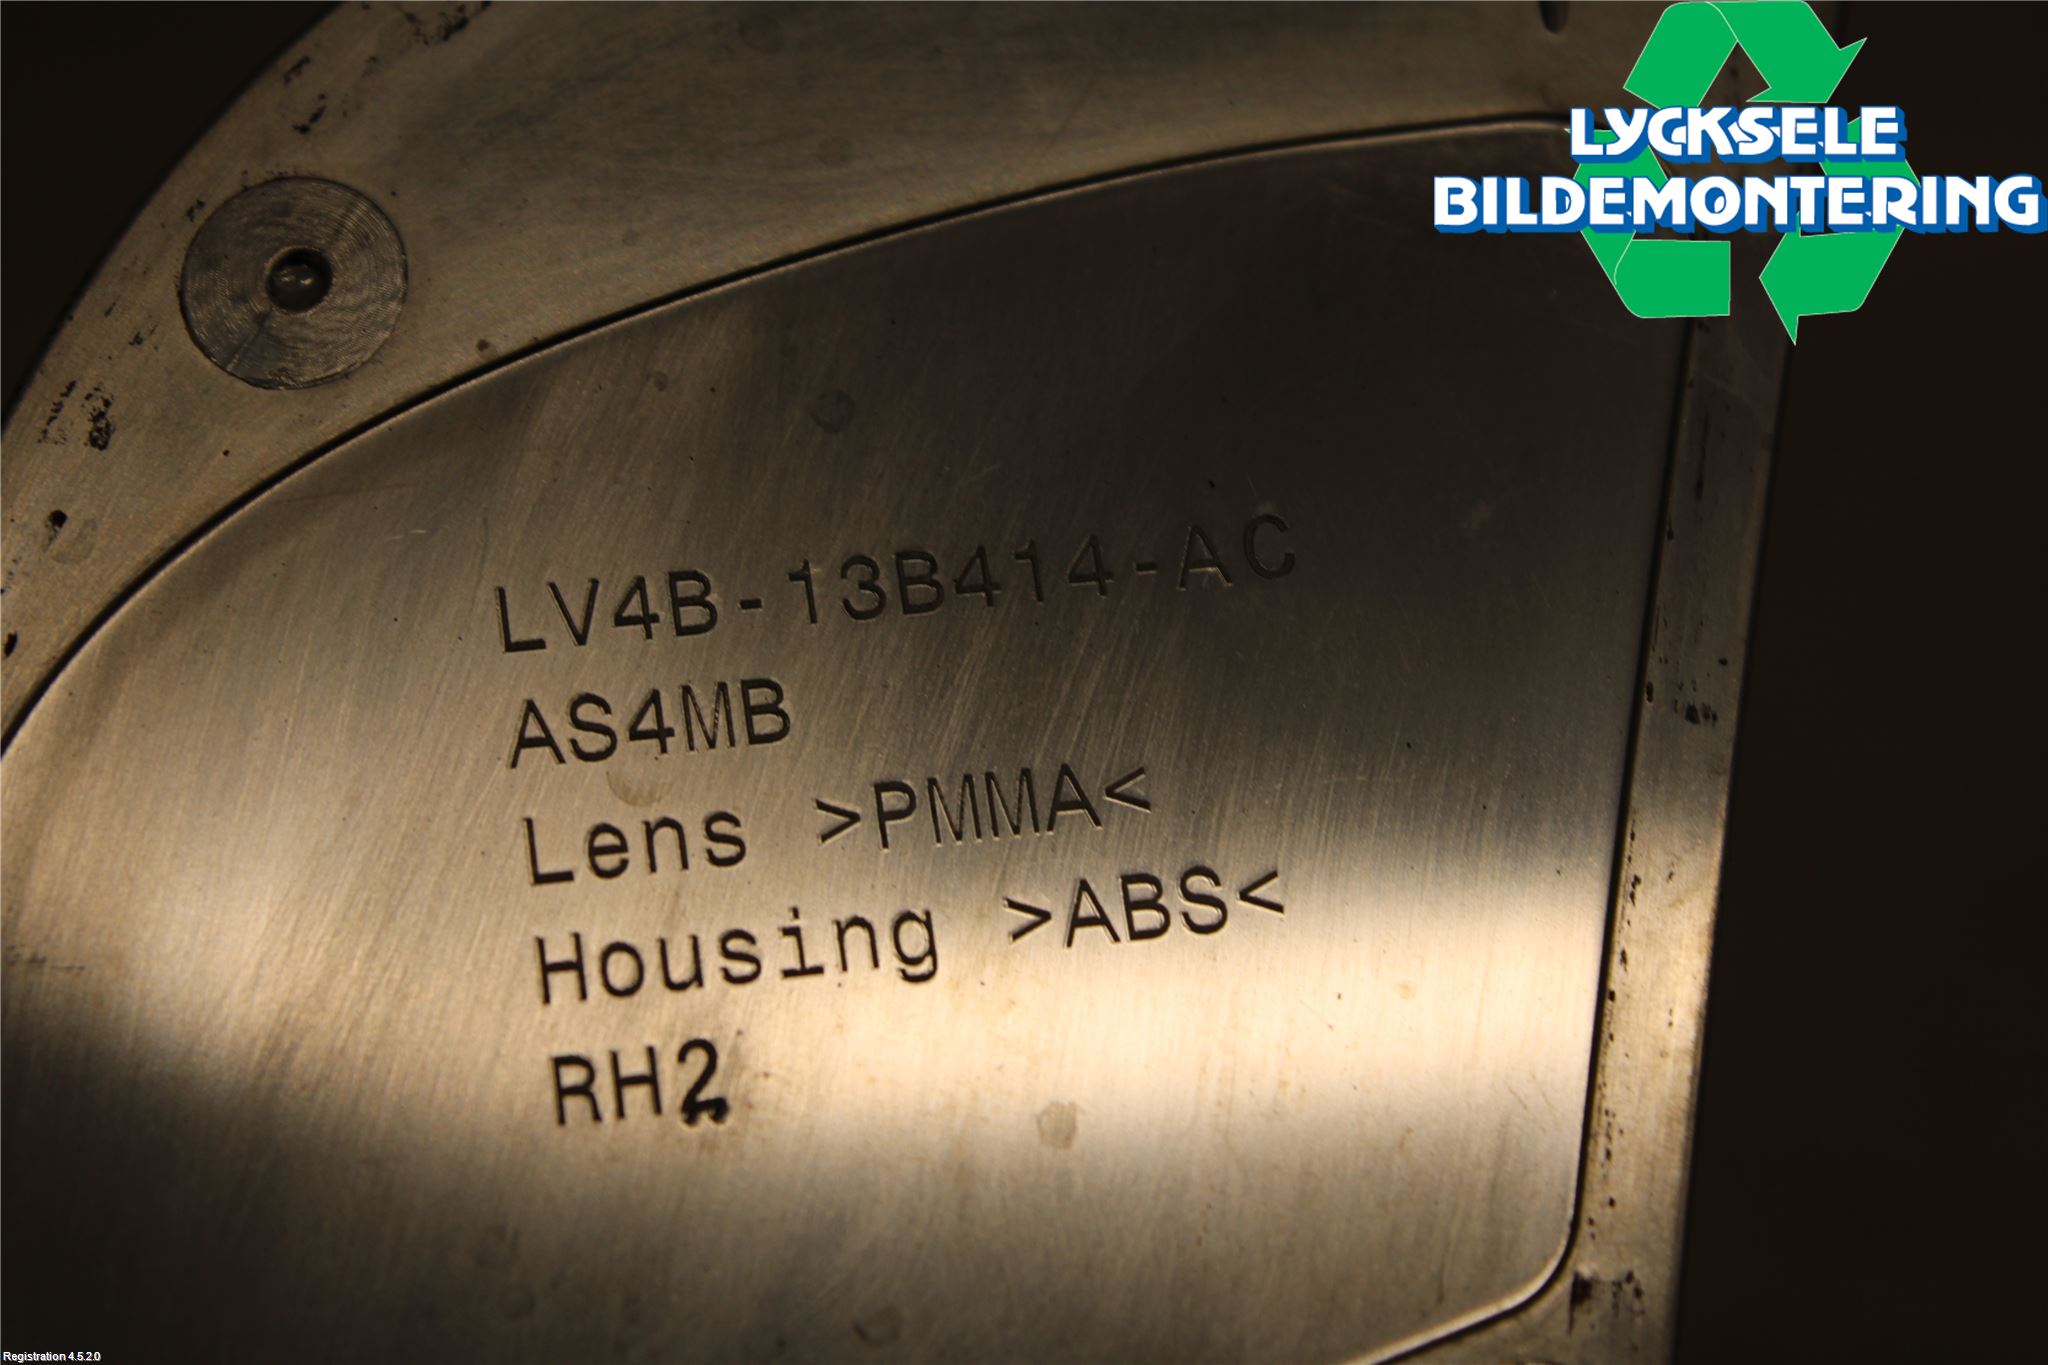 LYCKSELE
BILDEMONTERING
LV4B-13B414-AC
AS4MB
Lens >PMMA<
Housing >ABS<
RH2
Registration 4.5.2.0